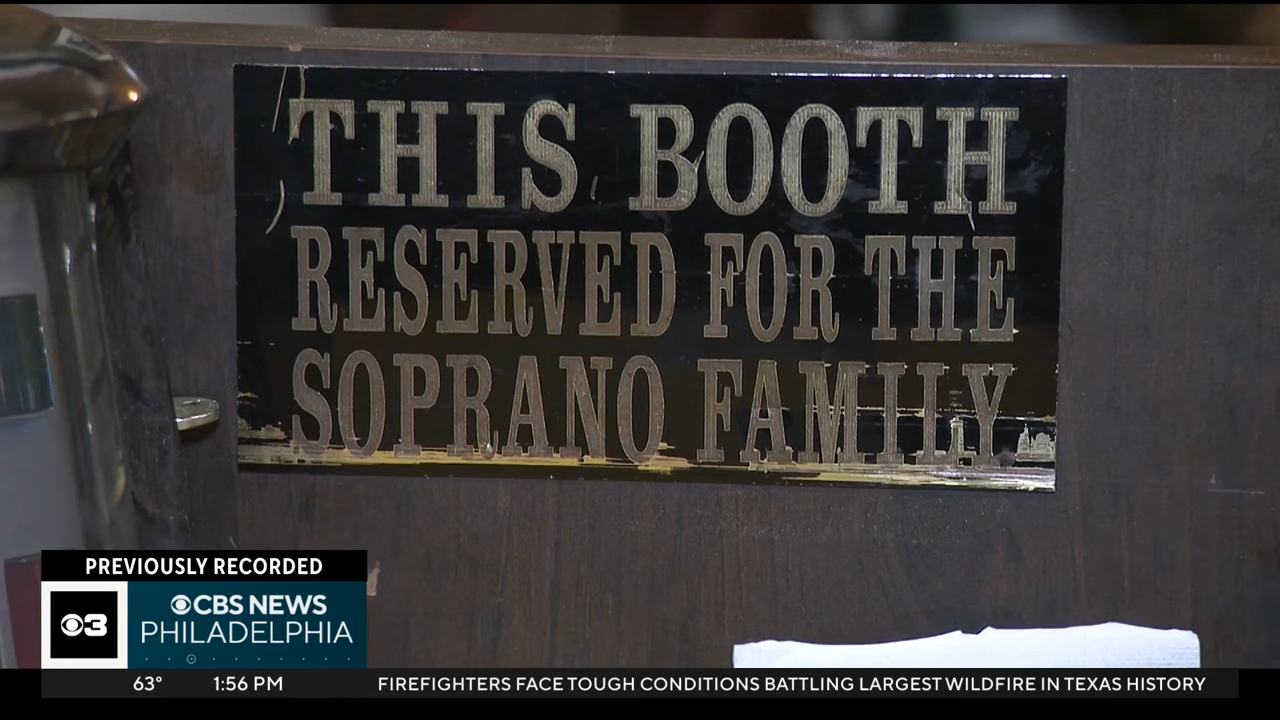 THIS BOOTH
RESERVED FOR THE
SOPRANO FAMILY
PREVIOUSLY RECORDED
3
CBS NEWS
PHILADELPHIA
63° 1:56 PM FIREFIGHTERS FACE TOUGH CONDITIONS BATTLING LARGEST WILDFIRE IN TEXAS HISTORY